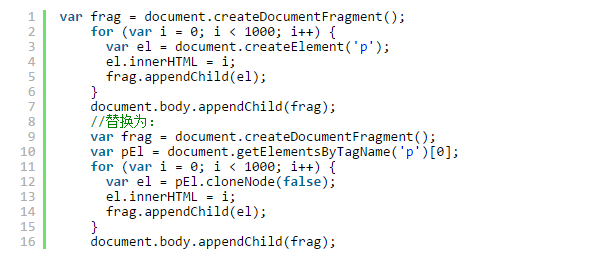 1 var frag = document.createDocumentFragment();
2 for (var i = 0; i < 1000; i++) {
3 var el = document.createElement('p');
4 el.innerHTML = i;
5 frag.appendChild(el);
6 }
7 document.body.appendChild(frag);
8 //替换为:
9 var frag = document.createDocumentFragment();
10 var pEl = document.getElementsByTagName('p')[0];
11 for (var i = 0; i < 1000; i++) {
12 var el = pEl.cloneNode(false);
13 el.innerHTML = i;
14 frag.appendChild(el);
15 }
16 document.body.appendChild(frag);